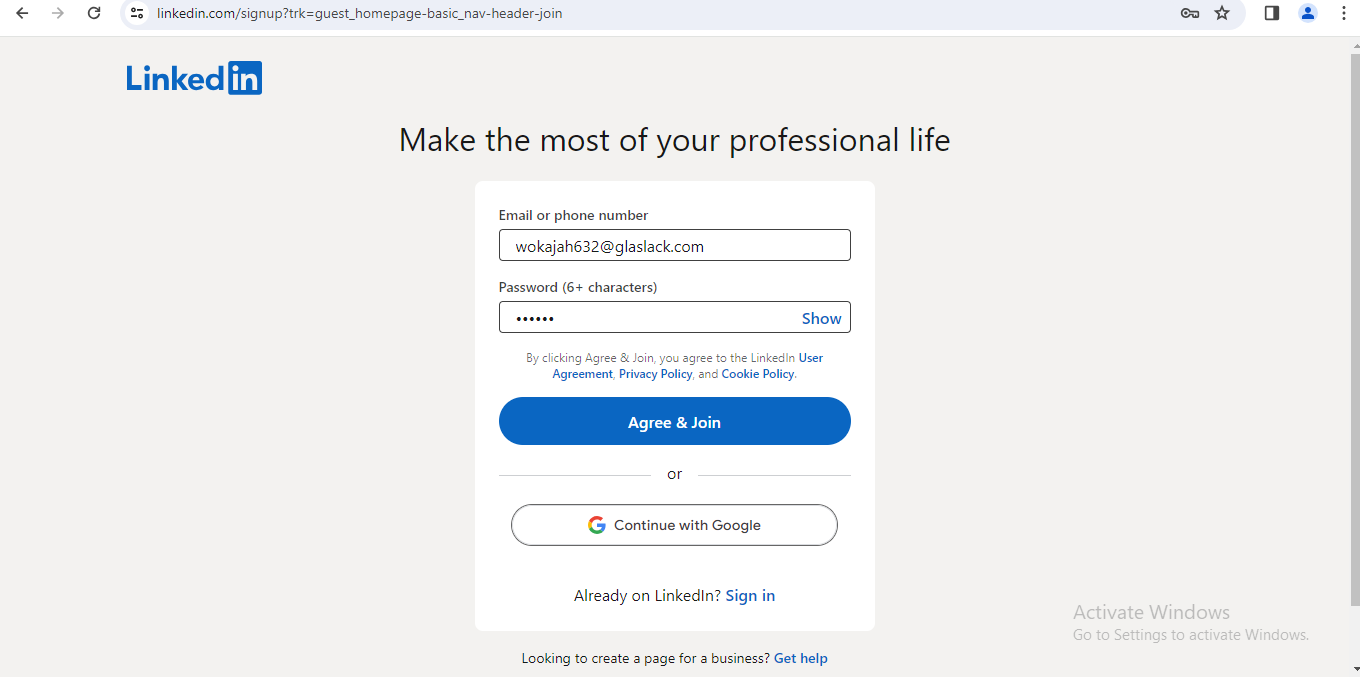 linkedin.com/signup?trk=guest_homepage-basic_nav-header-join
Linked in
Make the most of your professional life
Email or phone number
wokajah632@glaslack.com
Password (6+ characters)
•••••• Show
By clicking Agree & Join, you agree to the LinkedIn User
Agreement, Privacy Policy, and Cookie Policy.
Agree & Join
or
Continue with Google
Already on LinkedIn? Sign in
Activate Windows
Go to Settings to activate Windows.
Looking to create a page for a business? Get help